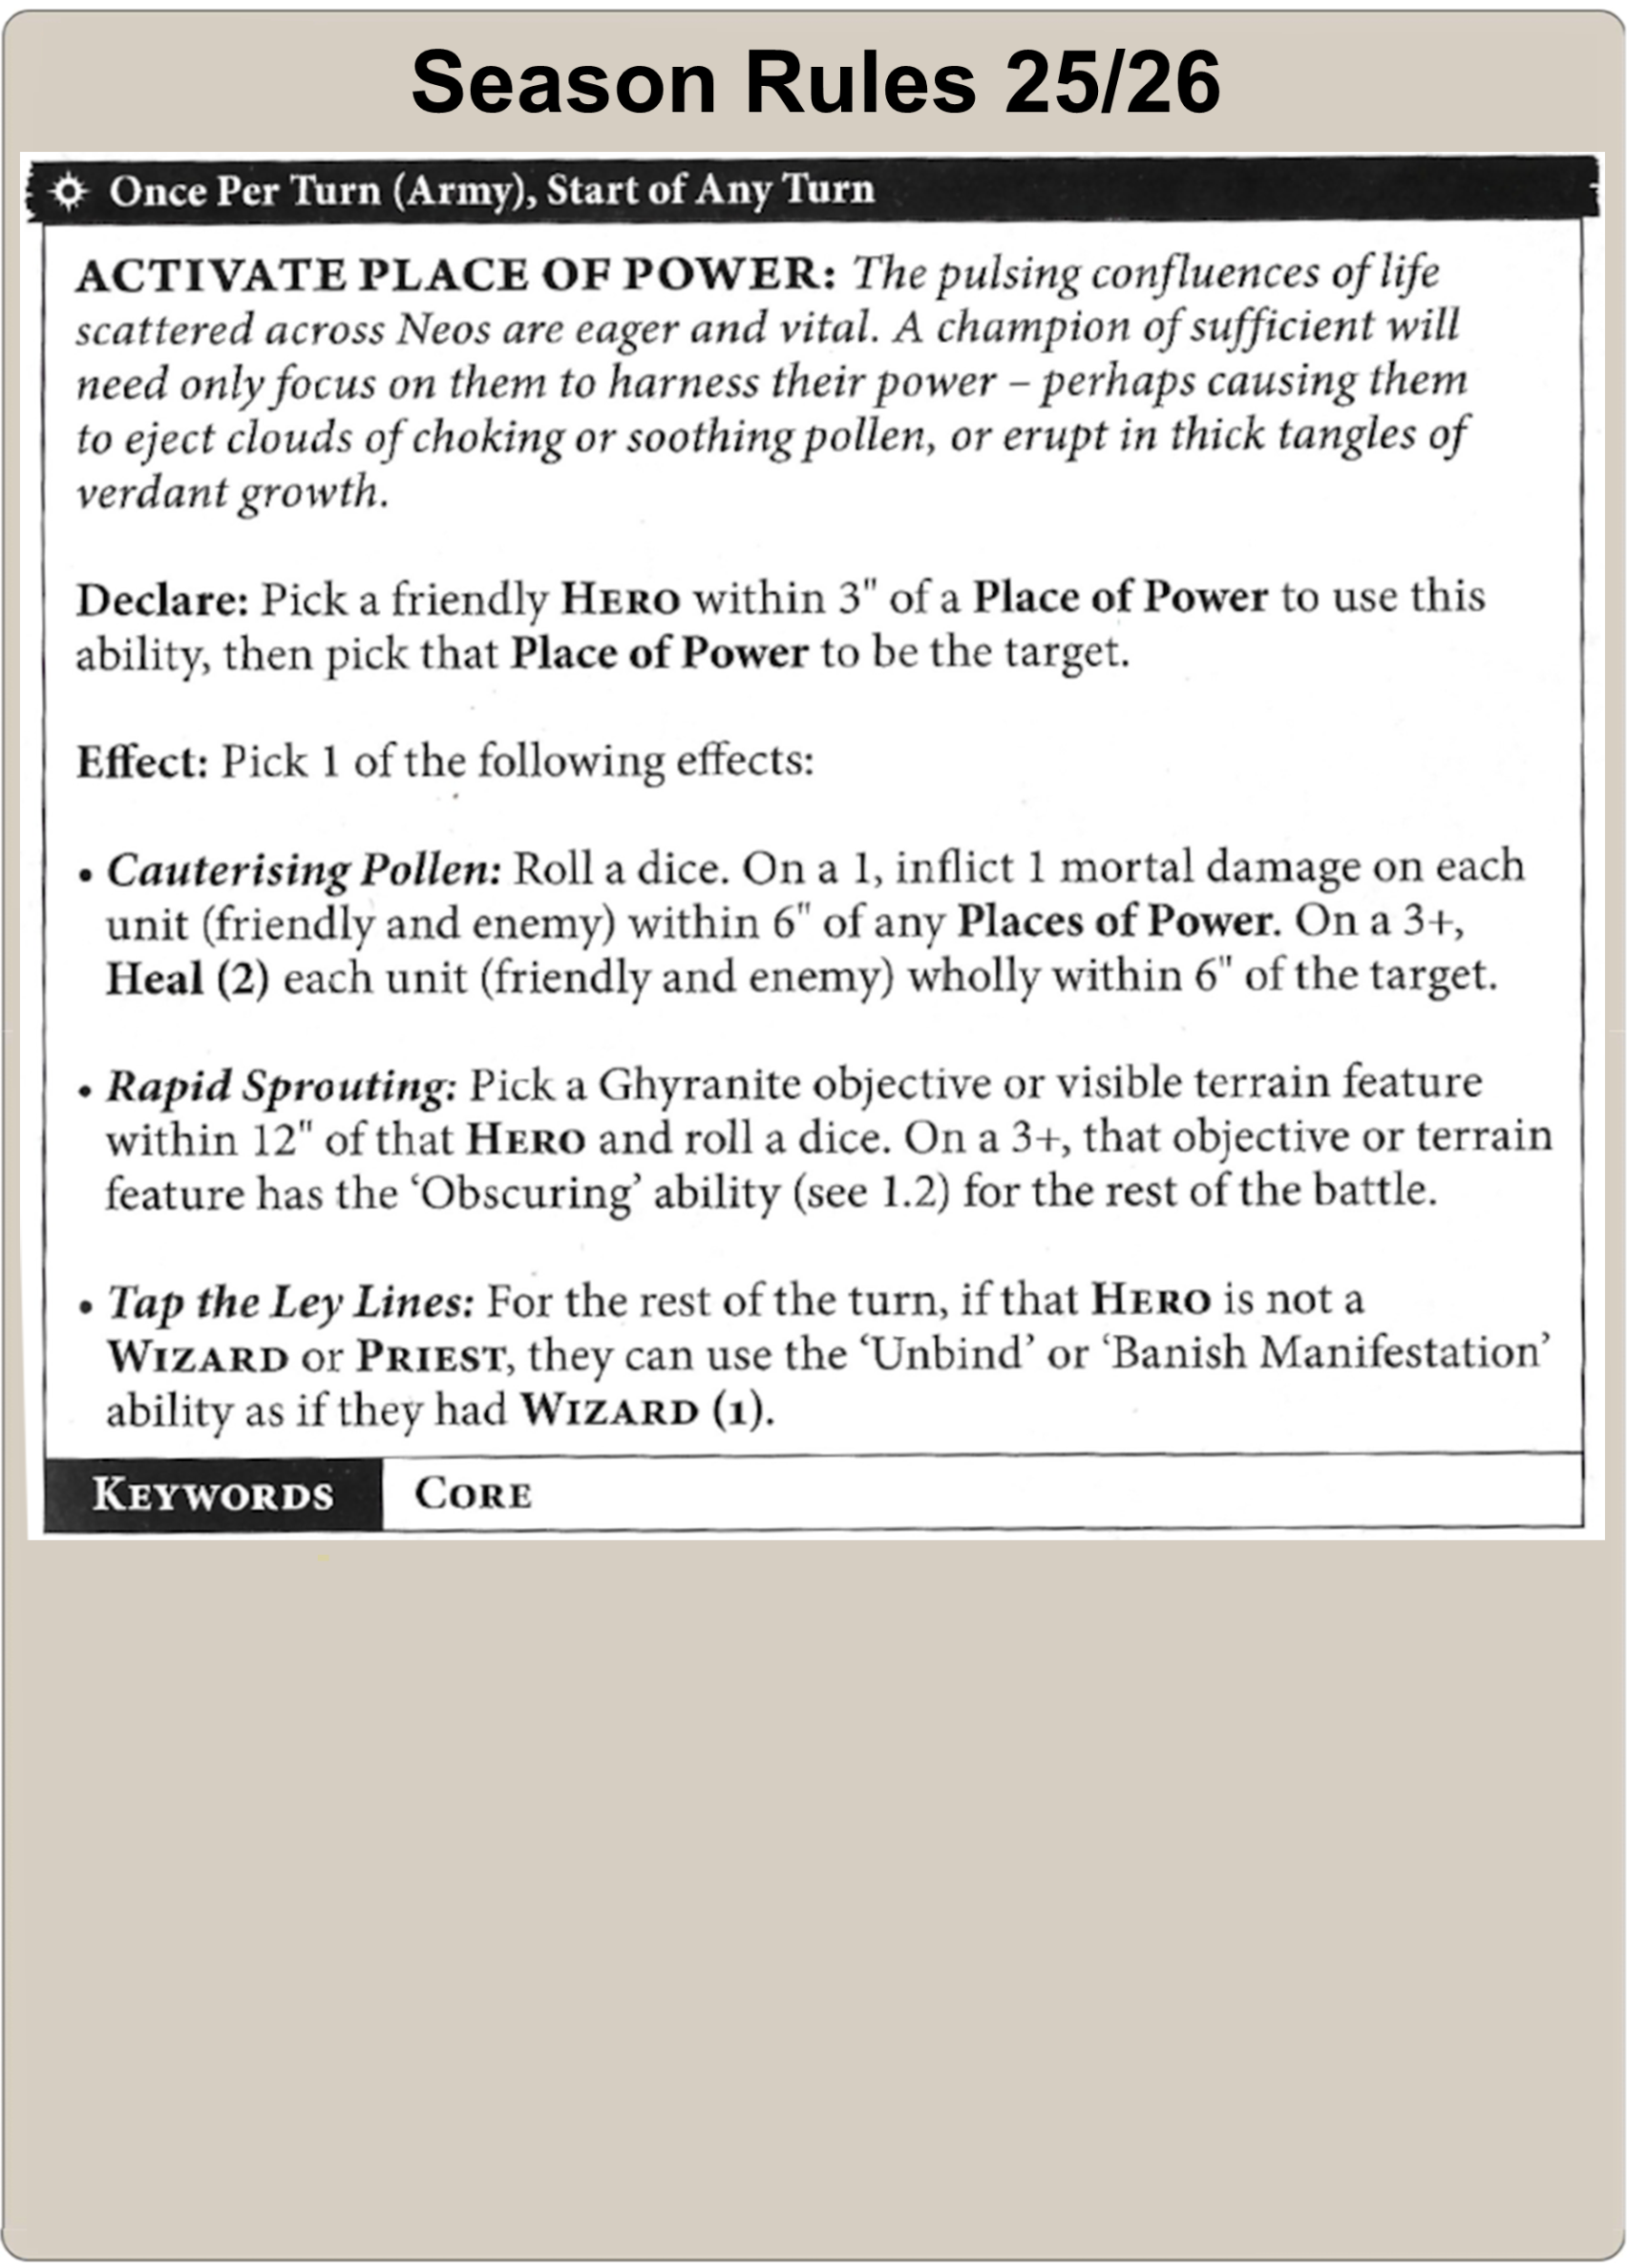 Season Rules 25/26
Once Per Turn (Army), Start of Any Turn
ACTIVATE PLACE OF POWER: The pulsing confluences of life
scattered across Neos are eager and vital. A champion of sufficient will
need only focus on them to harness their power – perhaps causing them
to eject clouds of choking or soothing pollen, or erupt in thick tangles of
verdant growth.
Declare: Pick a friendly HERO within 3" of a Place of Power to use this
ability, then pick that Place of Power to be the target.
Effect: Pick 1 of the following effects:
• Cauterising Pollen: Roll a dice. On a 1, inflict 1 mortal damage on each
unit (friendly and enemy) within 6" of any Places of Power. On a 3+,
Heal (2) each unit (friendly and enemy) wholly within 6" of the target.
• Rapid Sprouting: Pick a Ghyranite objective or visible terrain feature
within 12" of that HERO and roll a dice. On a 3+, that objective or terrain
feature has the ‘Obscuring’ ability (see 1.2) for the rest of the battle.
• Tap the Ley Lines: For the rest of the turn, if that HERO is not a
WIZARD or PRIEST, they can use the ‘Unbind’ or ‘Banish Manifestation’
ability as if they had WIZARD (1).
KEYWORDS CORE